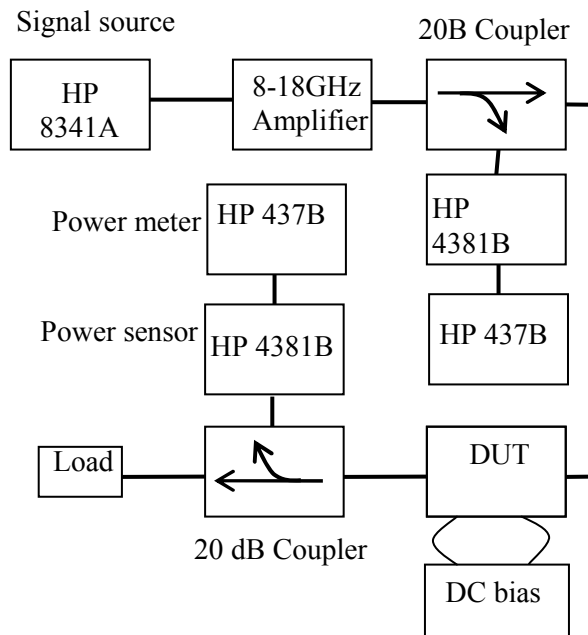 Signal source
20B Coupler
HP
8341A
8-18GHz
Amplifier
Power meter
HP 437B
HP
4381B
Power sensor
HP 4381B
HP 437B
Load
DUT
20 dB Coupler
DC bias